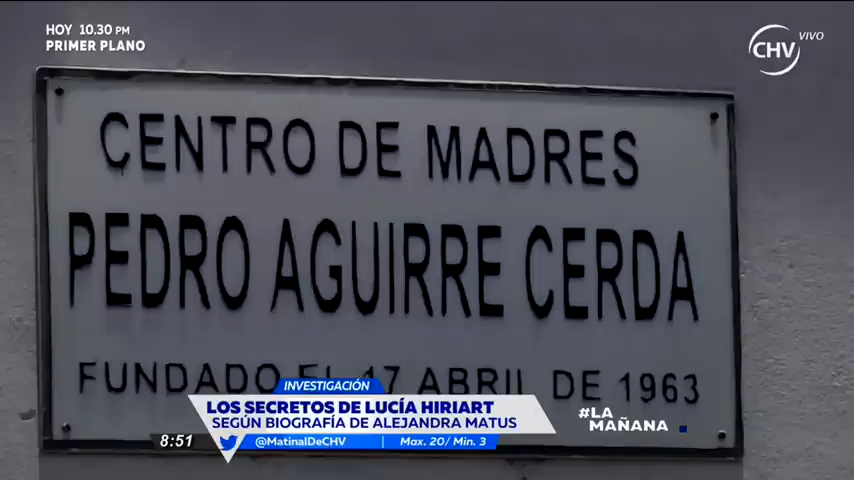 HOY 10.30 PM
PRIMER PLANO
CHV VIVO
CENTRO DE MADRES
PEDRO AGUIRRE CERDA
FUNDADO EL 17 ABRIL DE 1963
INVESTIGACIÓN
LOS SECRETOS DE LUCÍA HIRIART
SEGÚN BIOGRAFÍA DE ALEJANDRA MATUS
#LA
MAÑANA
8:51
@MatinalDeCHV
Max. 20/ Min. 3